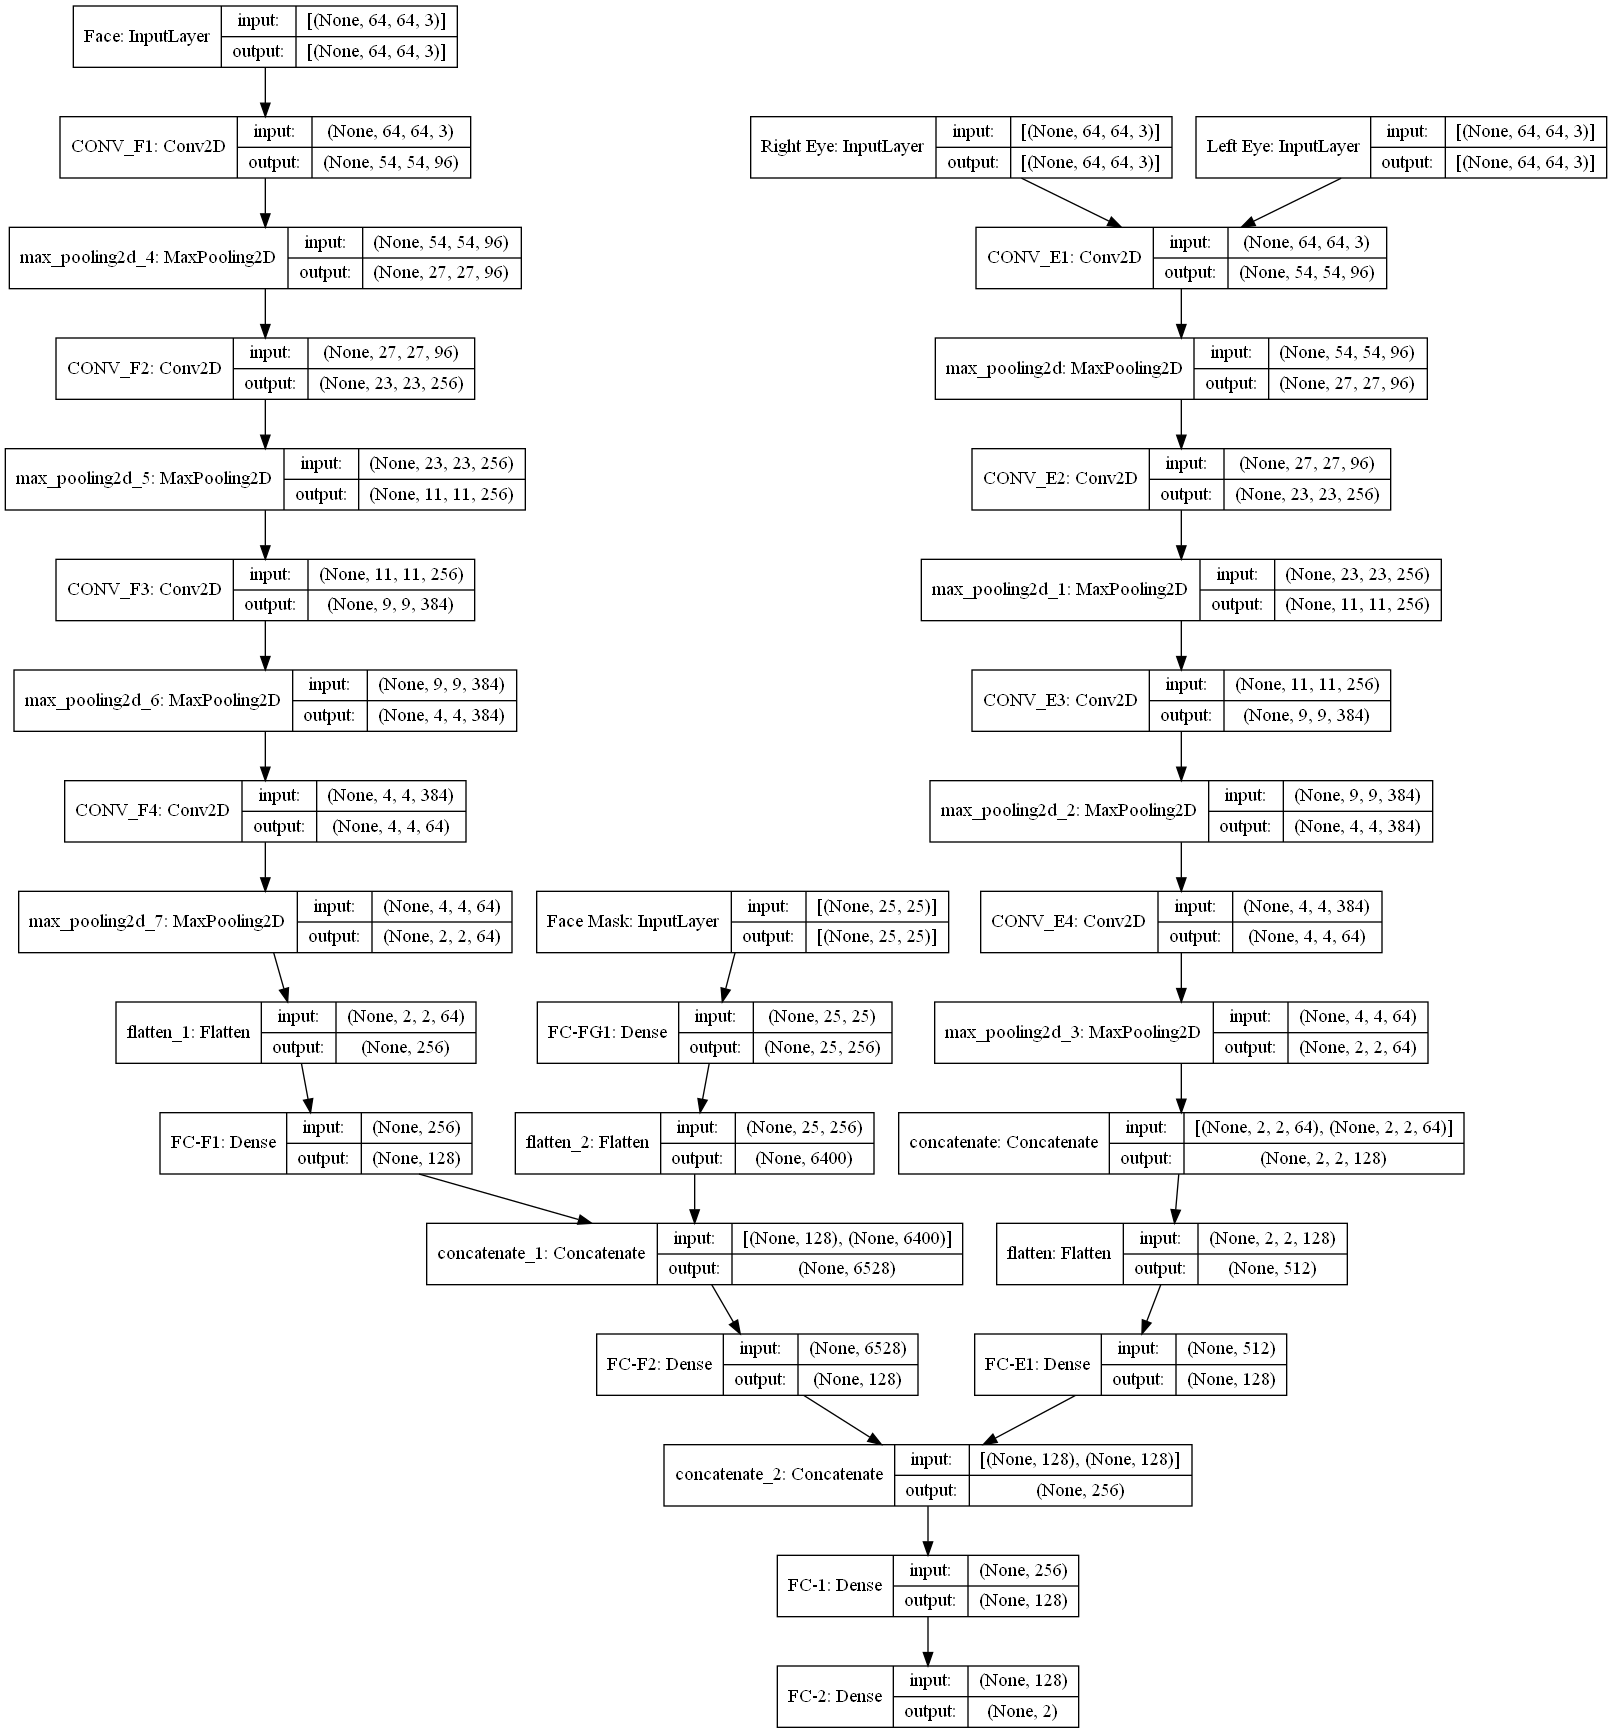 Face: InputLayer
input: [(None, 64, 64, 3)]
output: [(None, 64, 64, 3)]
CONV_F1: Conv2D
input: (None, 64, 64, 3)
output: (None, 54, 54, 96)
Right Eye: InputLayer
input: [(None, 64, 64, 3)]
output: [(None, 64, 64, 3)]
Left Eye: InputLayer
input: [(None, 64, 64, 3)]
output: [(None, 64, 64, 3)]
max_pooling2d_4: MaxPooling2D
input: (None, 54, 54, 96)
output: (None, 27, 27, 96)
CONV_E1: Conv2D
input: (None, 64, 64, 3)
output: (None, 54, 54, 96)
CONV_F2: Conv2D
input: (None, 27, 27, 96)
output: (None, 23, 23, 256)
max_pooling2d: MaxPooling2D
input: (None, 54, 54, 96)
output: (None, 27, 27, 96)
max_pooling2d_5: MaxPooling2D
input: (None, 23, 23, 256)
output: (None, 11, 11, 256)
CONV_E2: Conv2D
input: (None, 27, 27, 96)
output: (None, 23, 23, 256)
CONV_F3: Conv2D
input: (None, 11, 11, 256)
output: (None, 9, 9, 384)
max_pooling2d_1: MaxPooling2D
input: (None, 23, 23, 256)
output: (None, 11, 11, 256)
max_pooling2d_6: MaxPooling2D
input: (None, 9, 9, 384)
output: (None, 4, 4, 384)
CONV_E3: Conv2D
input: (None, 11, 11, 256)
output: (None, 9, 9, 384)
CONV_F4: Conv2D
input: (None, 4, 4, 384)
output: (None, 4, 4, 64)
max_pooling2d_2: MaxPooling2D
input: (None, 9, 9, 384)
output: (None, 4, 4, 384)
max_pooling2d_7: MaxPooling2D
input: (None, 4, 4, 64)
output: (None, 2, 2, 64)
Face Mask: InputLayer
input: [(None, 25, 25)]
output: [(None, 25, 25)]
CONV_E4: Conv2D
input: (None, 4, 4, 384)
output: (None, 4, 4, 64)
flatten_1: Flatten
input: (None, 2, 2, 64)
output: (None, 256)
FC-FG1: Dense
input: (None, 25, 25)
output: (None, 25, 256)
max_pooling2d_3: MaxPooling2D
input: (None, 4, 4, 64)
output: (None, 2, 2, 64)
FC-F1: Dense
input: (None, 256)
output: (None, 128)
flatten_2: Flatten
input: (None, 25, 256)
output: (None, 6400)
concatenate: Concatenate
input: [(None, 2, 2, 64), (None, 2, 2, 64)]
output: (None, 2, 2, 128)
concatenate_1: Concatenate
input: [(None, 128), (None, 6400)]
output: (None, 6528)
flatten: Flatten
input: (None, 2, 2, 128)
output: (None, 512)
FC-F2: Dense
input: (None, 6528)
output: (None, 128)
FC-E1: Dense
input: (None, 512)
output: (None, 128)
concatenate_2: Concatenate
input: [(None, 128), (None, 128)]
output: (None, 256)
FC-1: Dense
input: (None, 256)
output: (None, 128)
FC-2: Dense
input: (None, 128)
output: (None, 2)